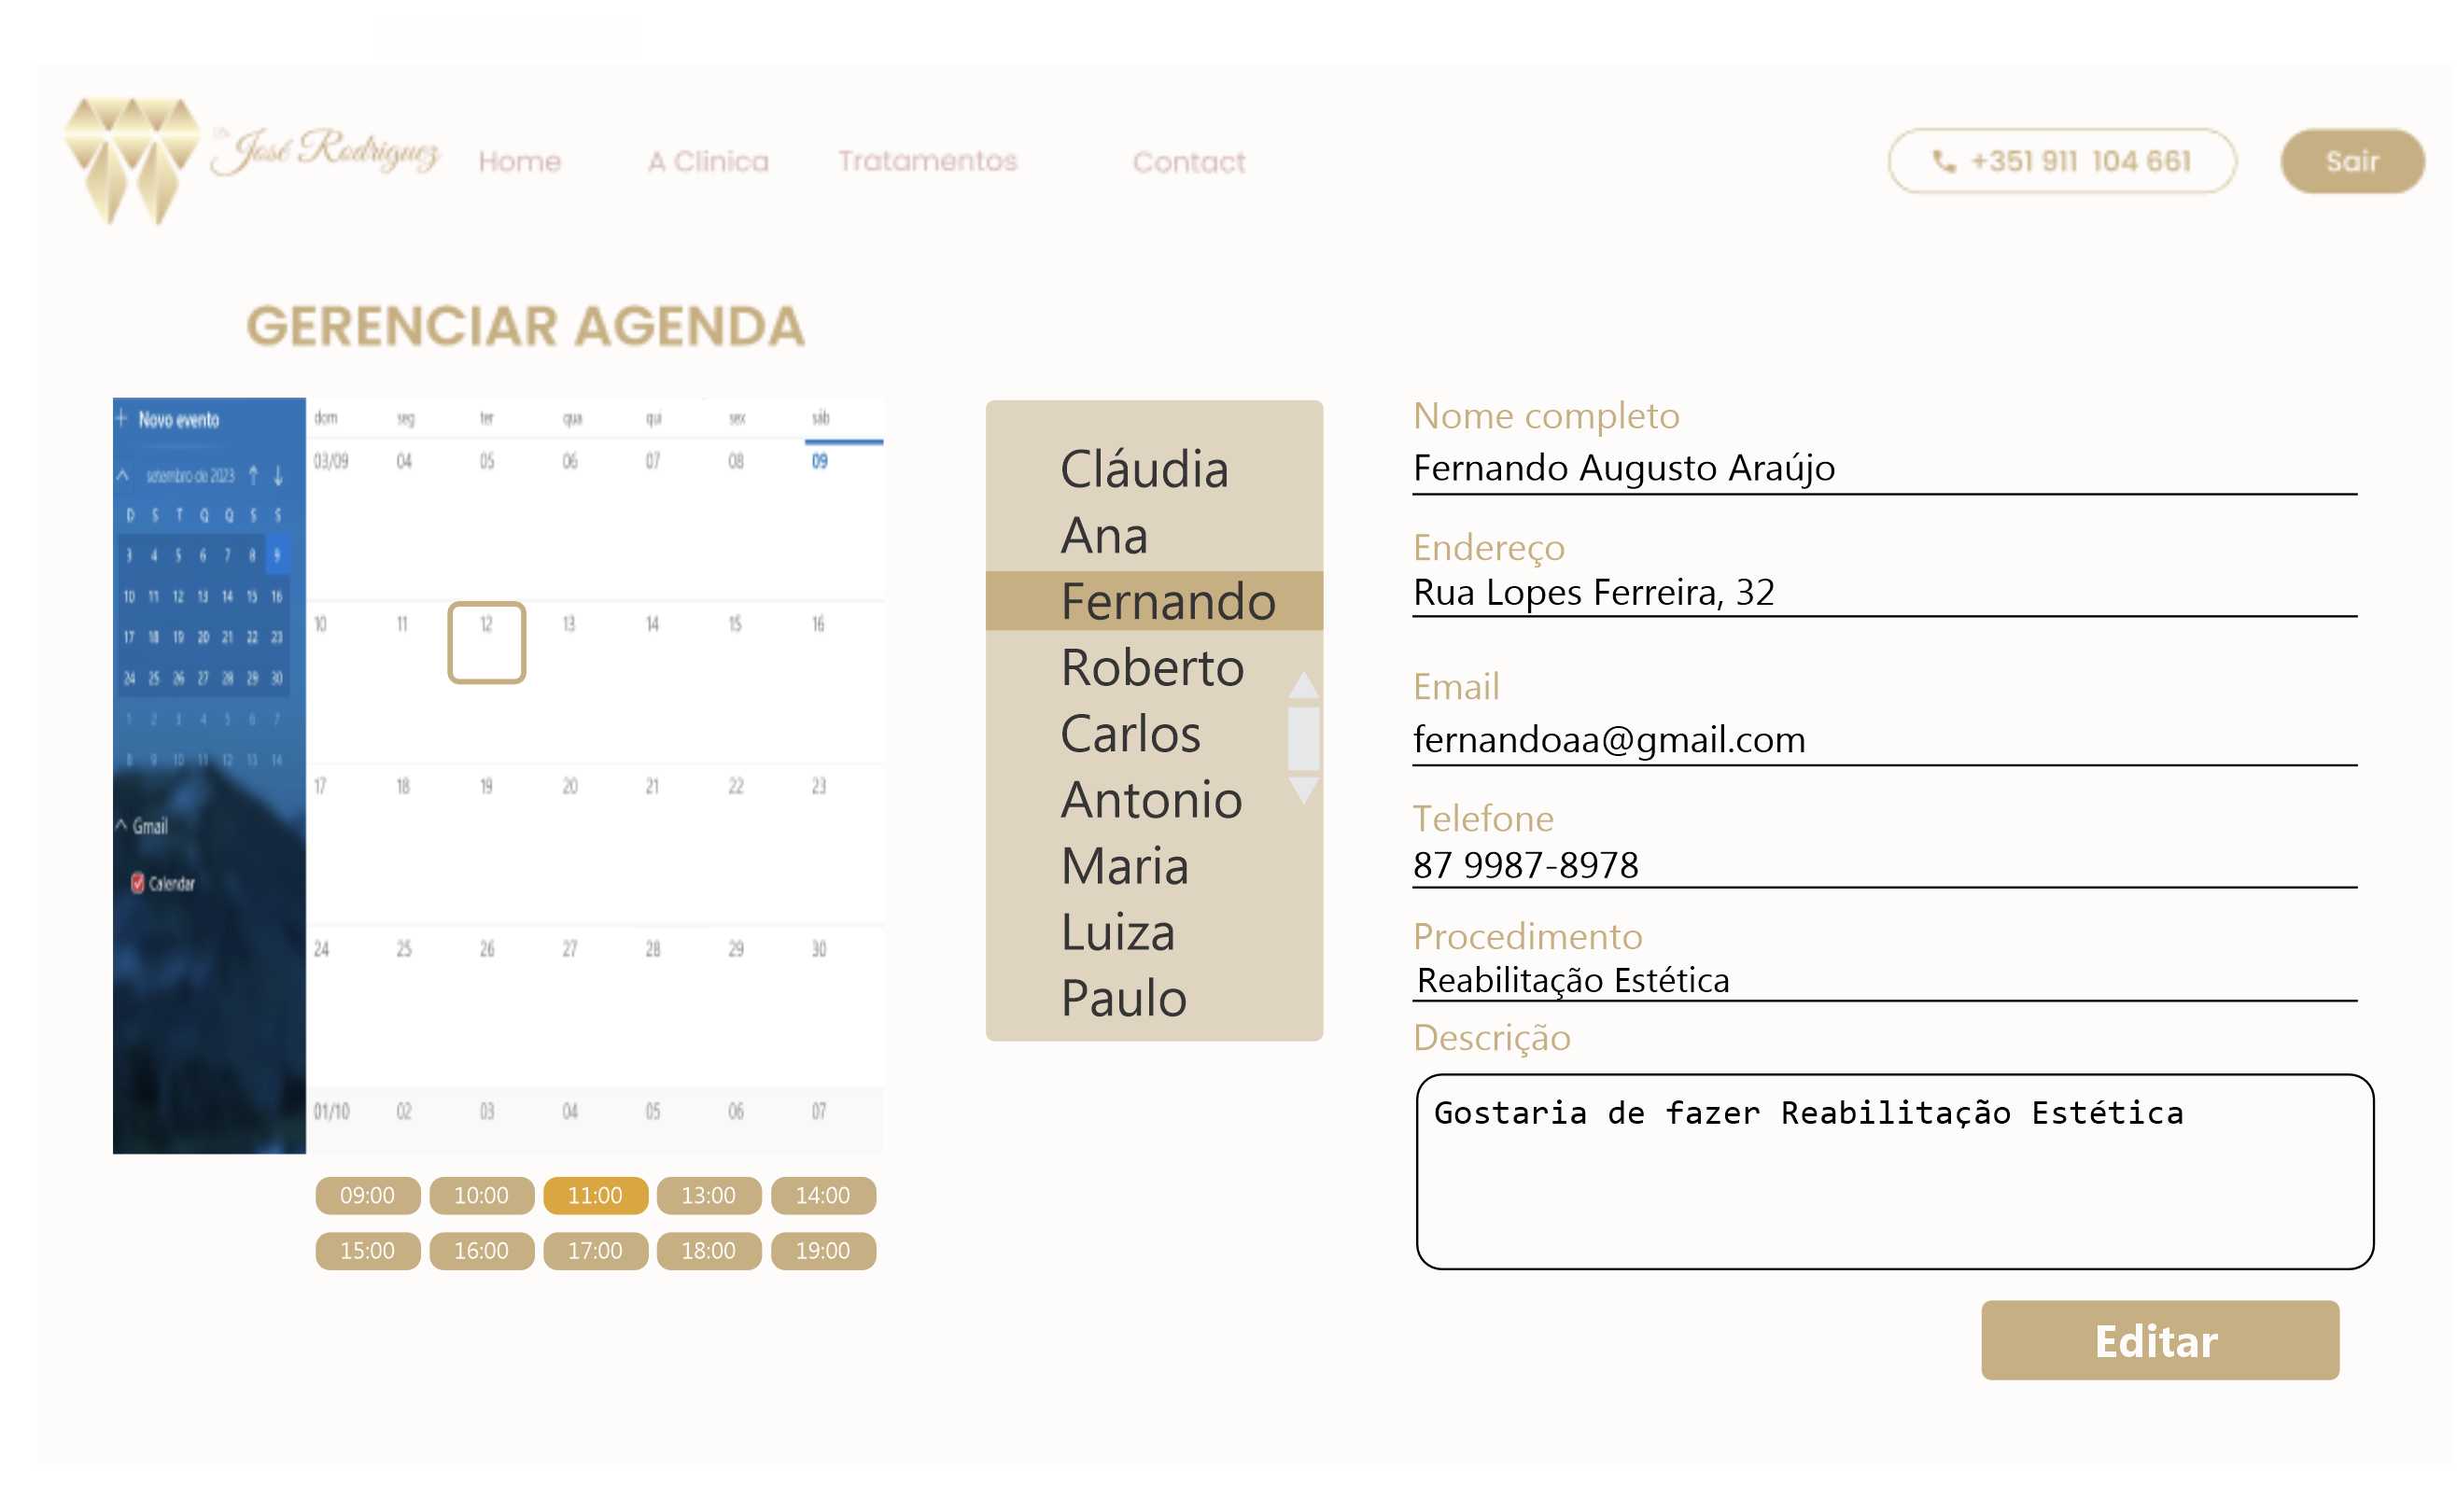 Dr. José Rodriguez
Home
A Clinica
Tratamentos
Contact
+351 911 104 661
Sair
GERENCIAR AGENDA
+ Novo evento
setembro de 2023
D S T Q Q S S
3 4 5 6 7 8 9
10 11 12 13 14 15 16
17 18 19 20 21 22 23
24 25 26 27 28 29 30
1 2 3 4 5 6 7
8 9 10 11 12 13 14
Gmail
Calendar
dom seg ter qua qui sex sáb
03/09 04 05 06 07 08 09
10 11 12 13 14 15 16
17 18 19 20 21 22 23
24 25 26 27 28 29 30
01/10 02 03 04 05 06 07
09:00 10:00 11:00 13:00 14:00
15:00 16:00 17:00 18:00 19:00
Cláudia
Ana
Fernando
Roberto
Carlos
Antonio
Maria
Luiza
Paulo
Nome completo
Fernando Augusto Araújo
Endereço
Rua Lopes Ferreira, 32
Email
fernandoaa@gmail.com
Telefone
87 9987-8978
Procedimento
Reabilitação Estética
Descrição
Gostaria de fazer Reabilitação Estética
Editar